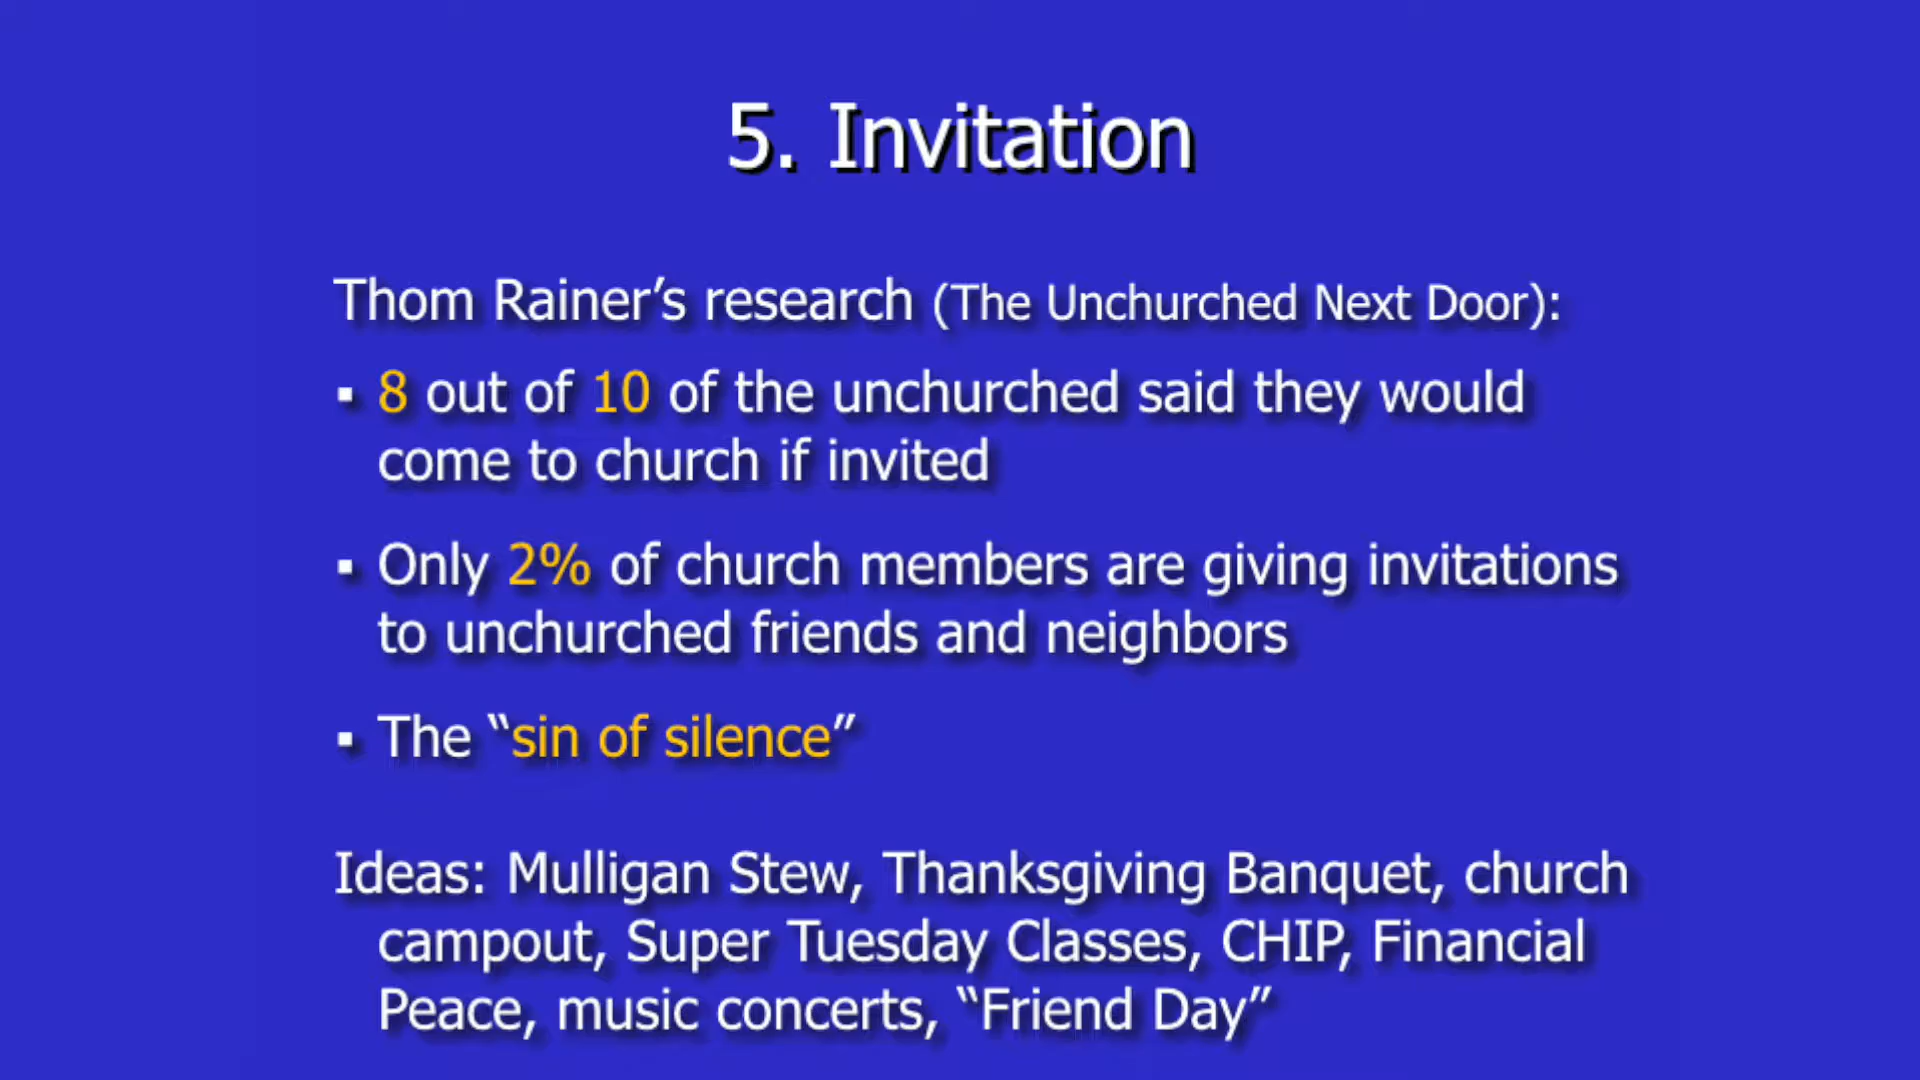 5. Invitation
Thom Rainer’s research (The Unchurched Next Door):
▪ 8 out of 10 of the unchurched said they would
come to church if invited
▪ Only 2% of church members are giving invitations
to unchurched friends and neighbors
▪ The “sin of silence”
Ideas: Mulligan Stew, Thanksgiving Banquet, church
campout, Super Tuesday Classes, CHIP, Financial
Peace, music concerts, “Friend Day”